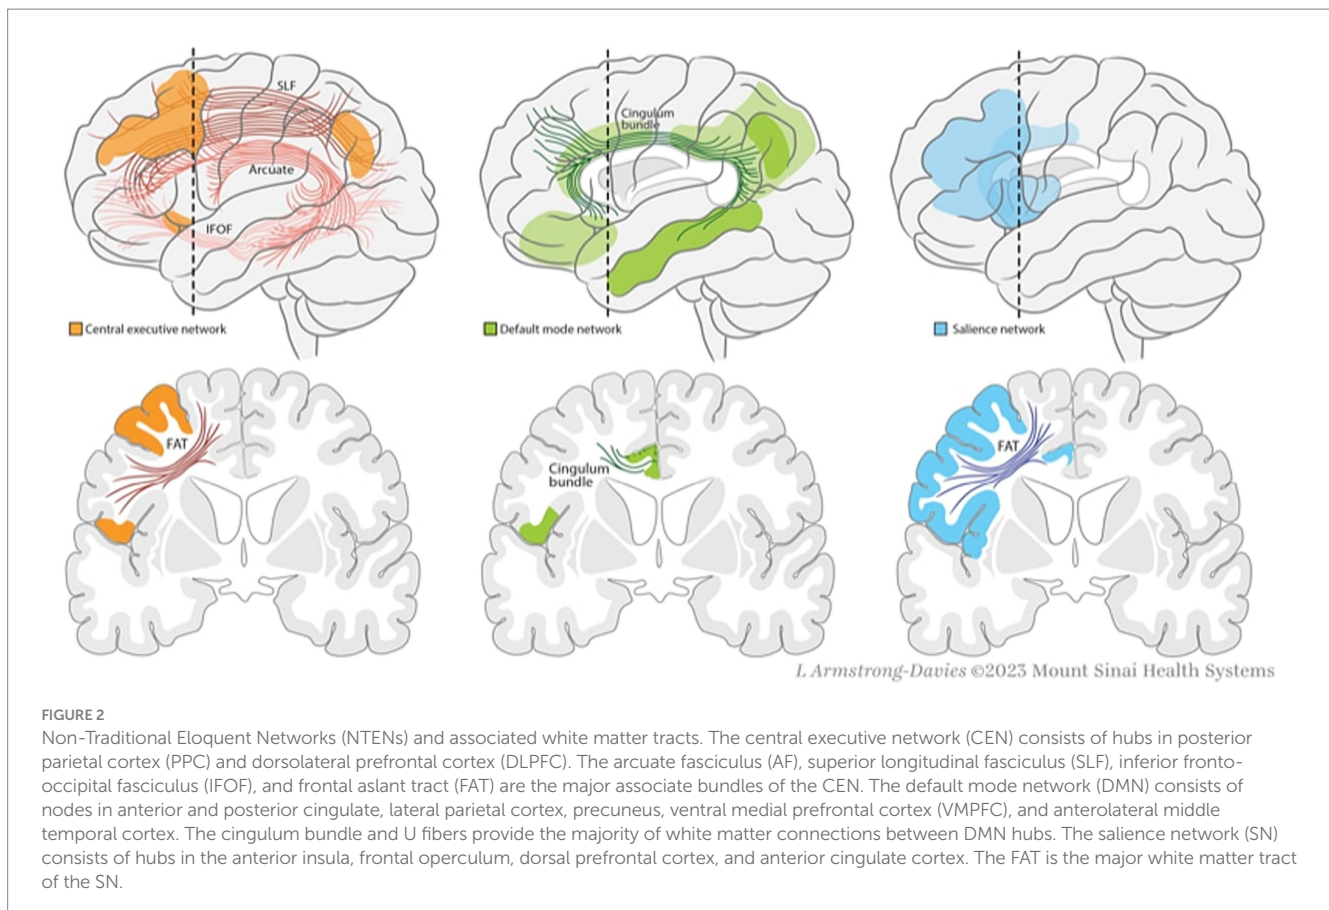 SLF
Arcuate
IFOF
Central executive network
Cingulum
bundle
Default mode network
Salience network
FAT
Cingulum
bundle
FAT
L Armstrong-Davies ©2023 Mount Sinai Health Systems
FIGURE 2
Non-Traditional Eloquent Networks (NTENs) and associated white matter tracts. The central executive network (CEN) consists of hubs in posterior
parietal cortex (PPC) and dorsolateral prefrontal cortex (DLPFC). The arcuate fasciculus (AF), superior longitudinal fasciculus (SLF), inferior fronto-
occipital fasciculus (IFOF), and frontal aslant tract (FAT) are the major associate bundles of the CEN. The default mode network (DMN) consists of
nodes in anterior and posterior cingulate, lateral parietal cortex, precuneus, ventral medial prefrontal cortex (VMPFC), and anterolateral middle
temporal cortex. The cingulum bundle and U fibers provide the majority of white matter connections between DMN hubs. The salience network (SN)
consists of hubs in the anterior insula, frontal operculum, dorsal prefrontal cortex, and anterior cingulate cortex. The FAT is the major white matter tract
of the SN.